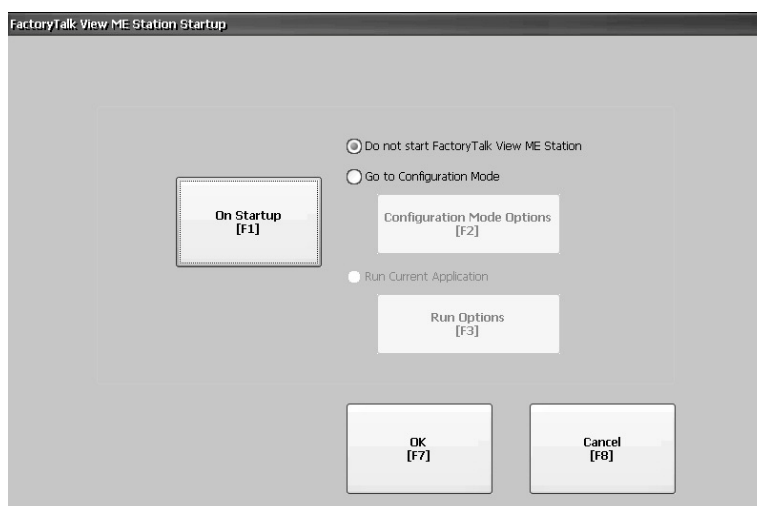 FactoryTalk View ME Station Startup
Do not start FactoryTalk View ME Station
Go to Configuration Mode
On Startup
[F1]
Configuration Mode Options
[F2]
Run Current Application
Run Options
[F3]
OK
[F7]
Cancel
[F8]